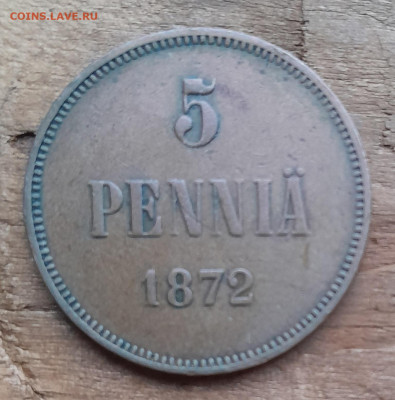 COINS.LAVE.RU
5
PENNIÄ
1872